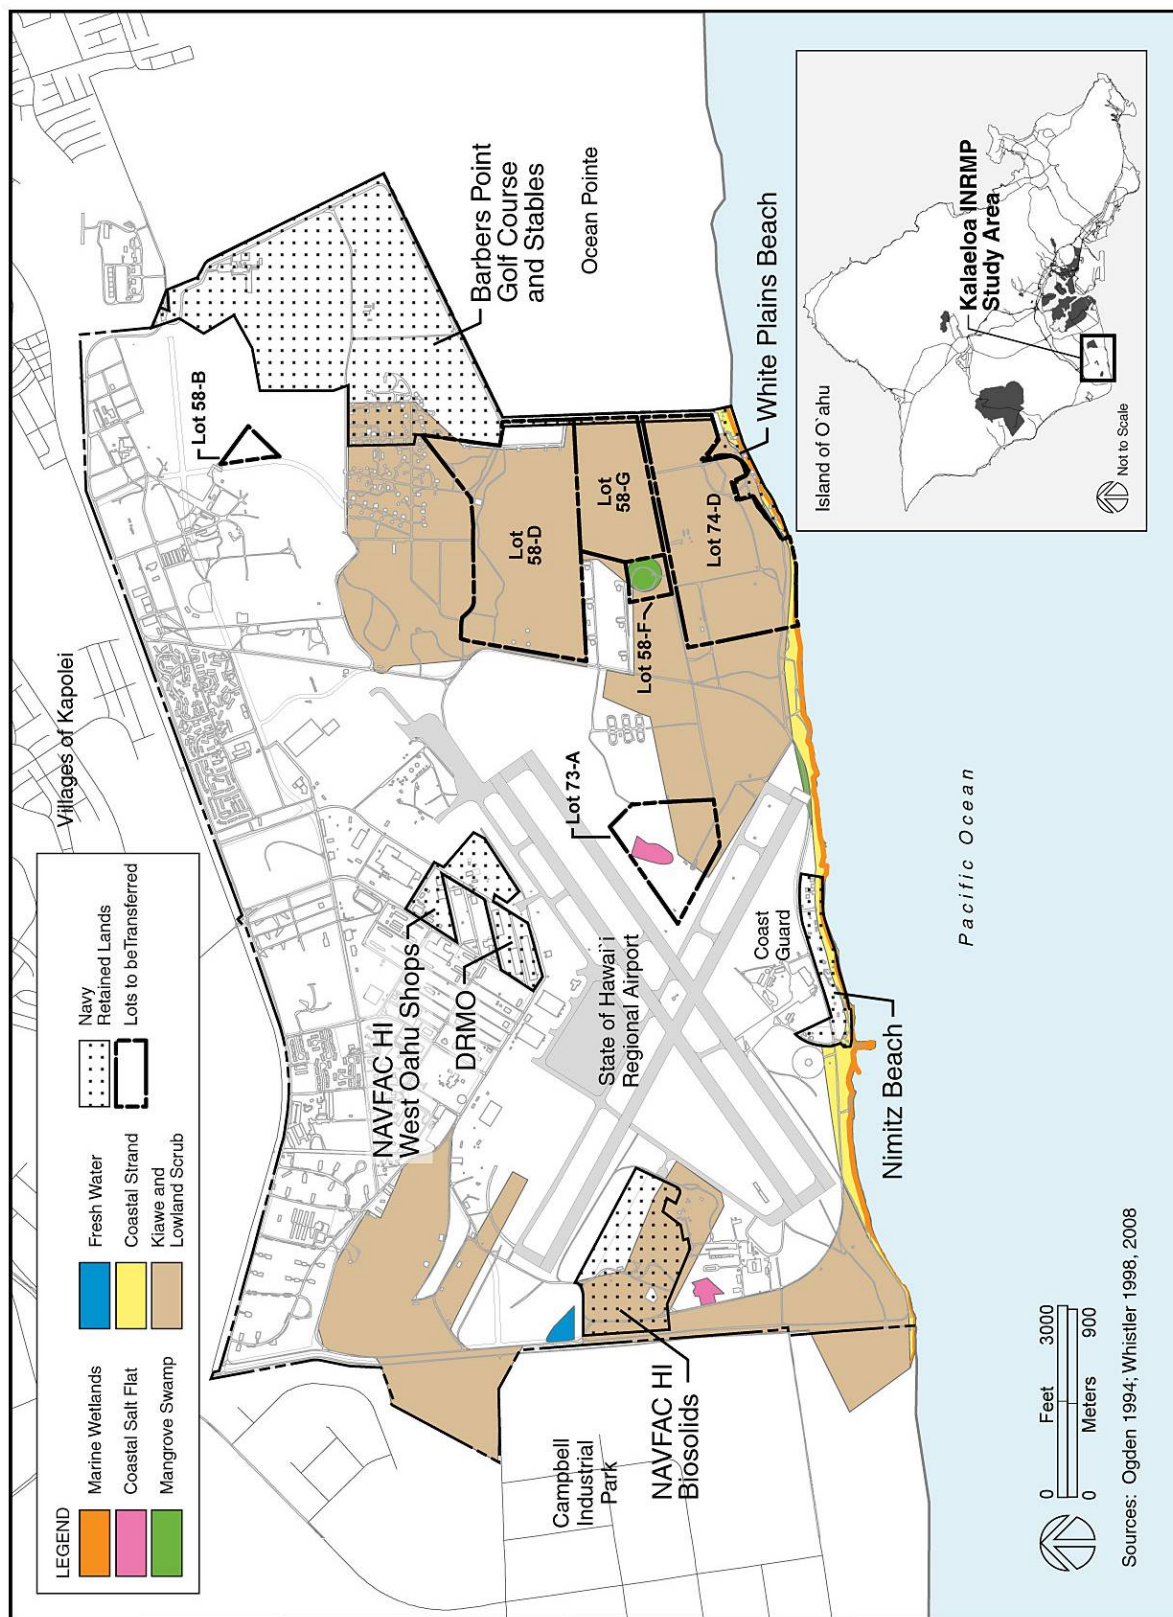 LEGEND
Marine Wetlands
Coastal Salt Flat
Mangrove Swamp
Fresh Water
Coastal Strand
Kiawe and
Lowland Scrub
Navy
Retained Lands
Lots to beTransferred
Villages of Kapolei
Lot 58-B
Barbers Point
Golf Course
and Stables
Ocean Pointe
NAVFAC HI
West Oahu Shops
DRMO
Lot
58-D
Lot
58-G
Lot 74-D
Lot 58-F
Lot 73-A
White Plains Beach
State of Hawai`i
Regional Airport
Coast
Guard
Nimitz Beach
Campbell
Industrial
Park
NAVFAC HI
Biosolids
Pacific Ocean
Island of O`ahu
Kalaeloa INRMP
Study Area
Not to Scale
N
0 Feet 3000
0 Meters 900
Sources: Ogden 1994; Whistler 1998, 2008